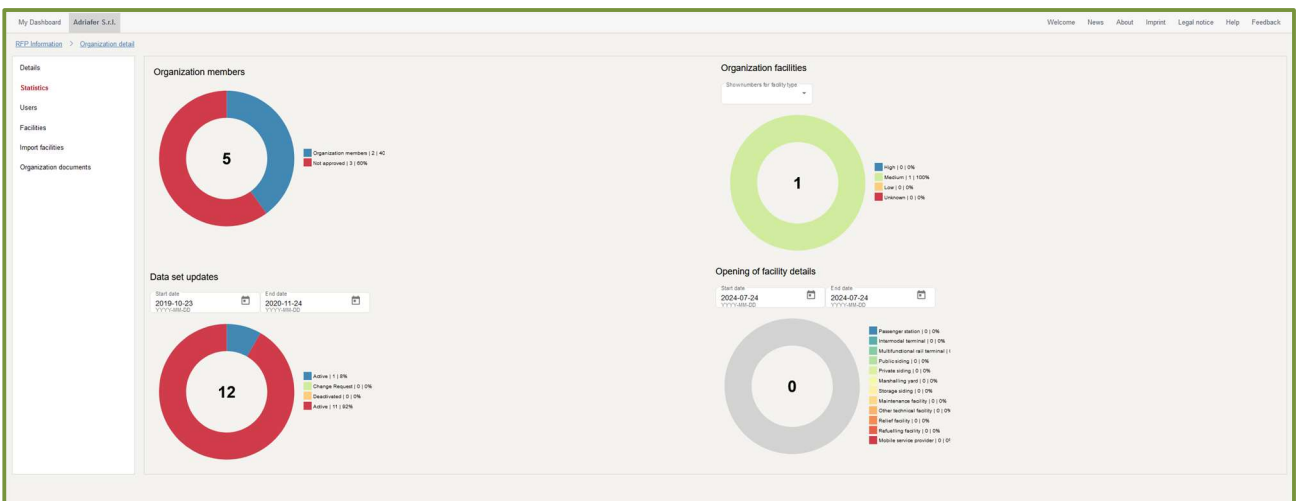 My Dashboard Adriafer S.r.l. Welcome News About Imprint Legal notice Help Feedback
RFP Information > Organization detail
Details
Statistics
Users
Facilities
Import facilities
Organization documents
Organization members
5
Organization members | 2 | 40
Not approved | 3 | 60%
Organization facilities
Show numbers for facility type
1
High | 0 | 0%
Medium | 1 | 100%
Low | 0 | 0%
Unknown | 0 | 0%
Data set updates
Start date
2019-10-23
YYYY-MM-DD
End date
2020-11-24
YYYY-MM-DD
12
Active | 1 | 8%
Change Request | 0 | 0%
Deactivated | 0 | 0%
Active | 11 | 92%
Opening of facility details
Start date
2024-07-24
YYYY-MM-DD
End date
2024-07-24
YYYY-MM-DD
0
Passenger station | 0 | 0%
Intermodal terminal | 0 | 0%
Multifunctional rail terminal |
Public siding | 0 | 0%
Private siding | 0 | 0%
Marshalling yard | 0 | 0%
Storage siding | 0 | 0%
Maintenance facility | 0 | 0%
Other technical facility | 0 | 0%
Relief facility | 0 | 0%
Refuelling facility | 0 | 0%
Mobile service provider | 0 | 0